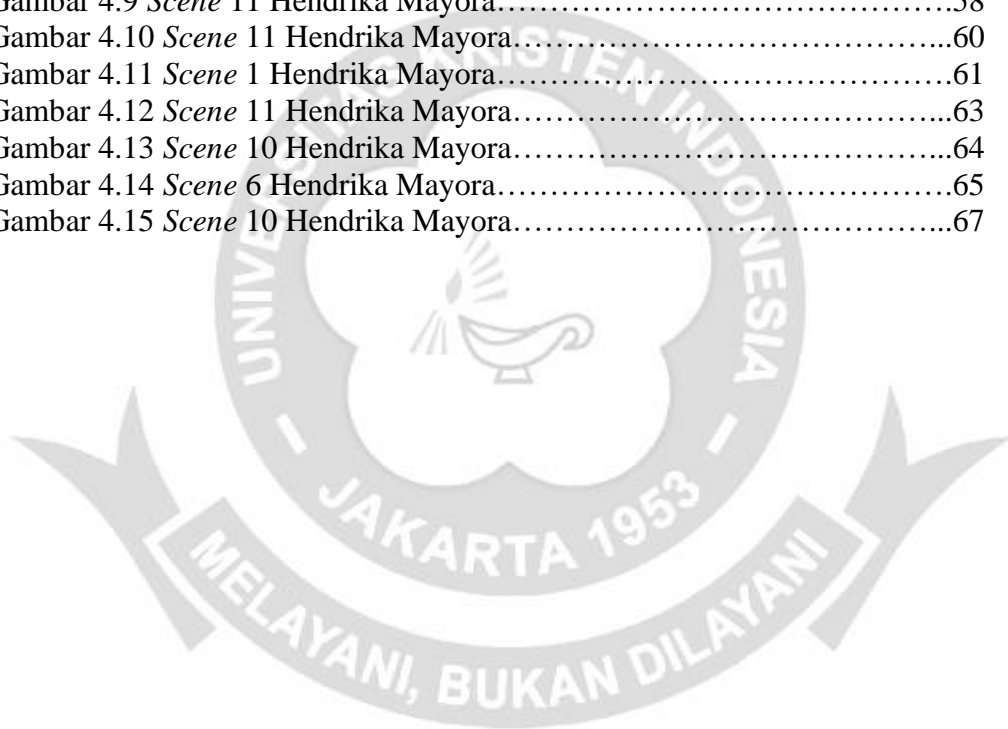 Gambar 4.9 Scene 11 Hendrika Mayora……………………………………….58
Gambar 4.10 Scene 11 Hendrika Mayora…………………………………...60
Gambar 4.11 Scene 1 Hendrika Mayora…………………………………….61
Gambar 4.12 Scene 11 Hendrika Mayora…………………………………...63
Gambar 4.13 Scene 10 Hendrika Mayora…………………………………...64
Gambar 4.14 Scene 6 Hendrika Mayora…………………………………….65
Gambar 4.15 Scene 10 Hendrika Mayora…………………………………...67
UNIVERSITAS KRISTEN INDONESIA
- JAKARTA 1953 -
MELAYANI, BUKAN DILAYANI